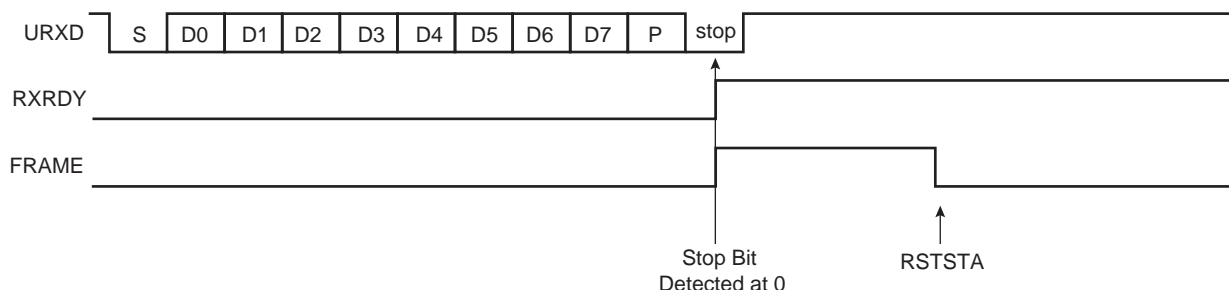 URXD S D0 D1 D2 D3 D4 D5 D6 D7 P stop
RXRDY
FRAME
Stop Bit
Detected at 0
RSTSTA